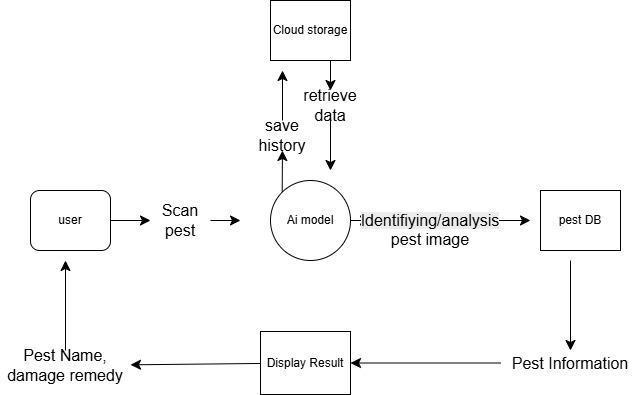 Cloud storage
retrieve
data
save
history
user
Scan
pest
Ai model
Identifiying/analysis
pest image
pest DB
Pest Name,
damage remedy
Display Result
Pest Information